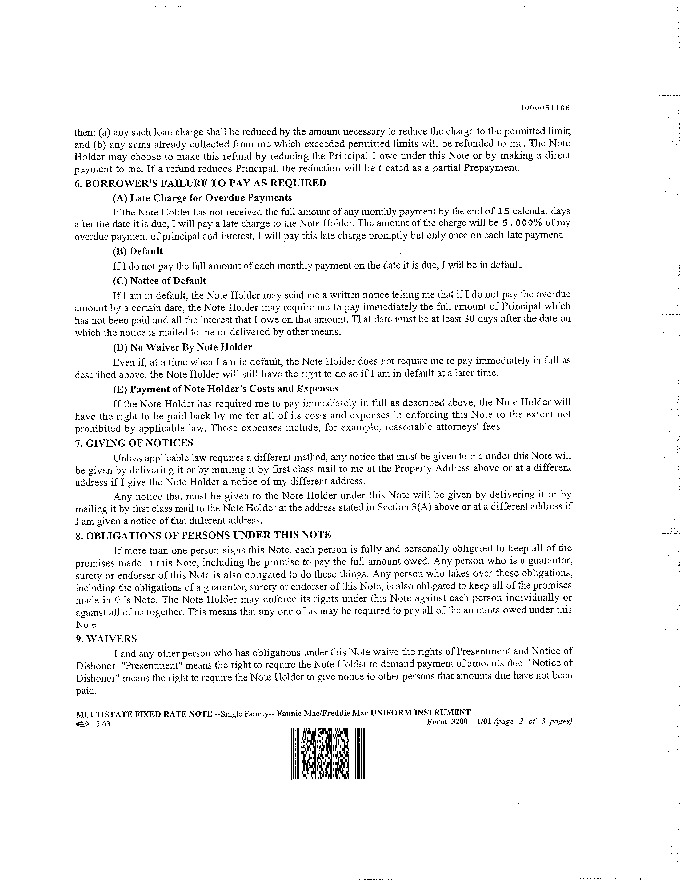 1000051106
then: (a) any such loan charge shall be reduced by the amount necessary to reduce the charge to the permitted limit;
and (b) any sums already collected from me which exceeded permitted limits will be refunded to me. The Note
Holder may choose to make this refund by reducing the Principal I owe under this Note or by making a direct
payment to me. If a refund reduces Principal, the reduction will be treated as a partial Prepayment.
6. BORROWER'S FAILURE TO PAY AS REQUIRED
(A) Late Charge for Overdue Payments
If the Note Holder has not received the full amount of any monthly payment by the end of 15 calendar days
after the date it is due, I will pay a late charge to the Note Holder. The amount of the charge will be 5.000% of my
overdue payment of principal and interest. I will pay this late charge promptly but only once on each late payment.
(B) Default
If I do not pay the full amount of each monthly payment on the date it is due, I will be in default.
(C) Notice of Default
If I am in default, the Note Holder may send me a written notice telling me that if I do not pay the overdue
amount by a certain date, the Note Holder may require me to pay immediately the full amount of Principal which
has not been paid and all the interest that I owe on that amount. That date must be at least 30 days after the date on
which the notice is mailed to me or delivered by other means.
(D) No Waiver By Note Holder
Even if, at a time when I am in default, the Note Holder does not require me to pay immediately in full as
described above, the Note Holder will still have the right to do so if I am in default at a later time.
(E) Payment of Note Holder's Costs and Expenses
If the Note Holder has required me to pay immediately in full as described above, the Note Holder will
have the right to be paid back by me for all of its costs and expenses in enforcing this Note to the extent not
prohibited by applicable law. Those expenses include, for example, reasonable attorneys' fees.
7. GIVING OF NOTICES
Unless applicable law requires a different method, any notice that must be given to me under this Note will
be given by delivering it or by mailing it by first class mail to me at the Property Address above or at a different
address if I give the Note Holder a notice of my different address.
Any notice that must be given to the Note Holder under this Note will be given by delivering it or by
mailing it by first class mail to the Note Holder at the address stated in Section 3(A) above or at a different address if
I am given a notice of that different address.
8. OBLIGATIONS OF PERSONS UNDER THIS NOTE
If more than one person signs this Note, each person is fully and personally obligated to keep all of the
promises made in this Note, including the promise to pay the full amount owed. Any person who is a guarantor,
surety or endorser of this Note is also obligated to do these things. Any person who takes over these obligations,
including the obligations of a guarantor, surety or endorser of this Note, is also obligated to keep all of the promises
made in this Note. The Note Holder may enforce its rights under this Note against each person individually or
against all of us together. This means that any one of us may be required to pay all of the amounts owed under this
Note.
9. WAIVERS
I and any other person who has obligations under this Note waive the rights of Presentment and Notice of
Dishonor. "Presentment" means the right to require the Note Holder to demand payment of amounts due. "Notice of
Dishonor" means the right to require the Note Holder to give notice to other persons that amounts due have not been
paid.
MULTISTATE FIXED RATE NOTE --Single Family-- Fannie Mae/Freddie Mac UNIFORM INSTRUMENT
Form 3200 1/01 (page 2 of 3 pages)